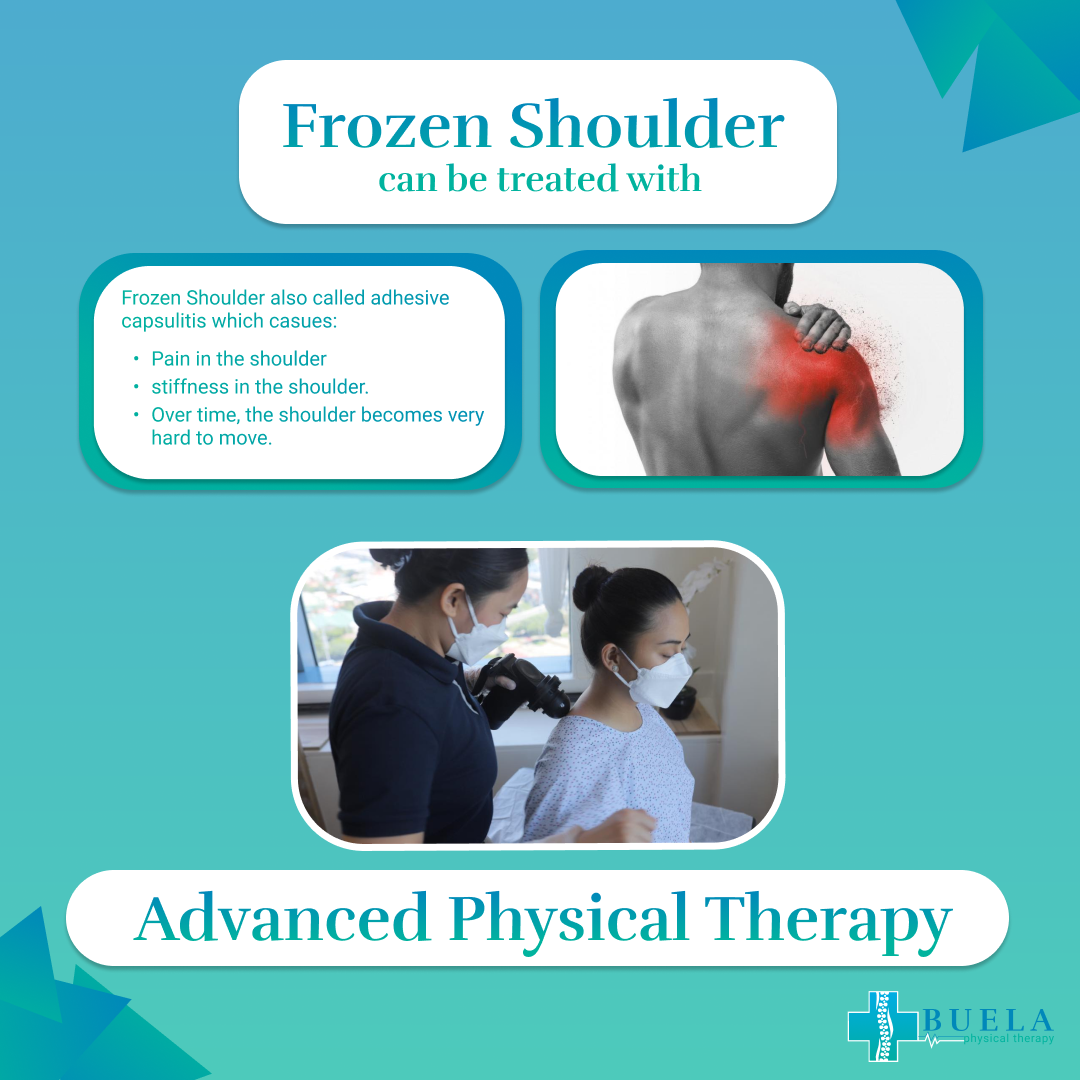 Frozen Shoulder
can be treated with
Frozen Shoulder also called adhesive
capsulitis which casues:
• Pain in the shoulder
• stiffness in the shoulder.
• Over time, the shoulder becomes very
hard to move.
Advanced Physical Therapy
BUELA
physical therapy